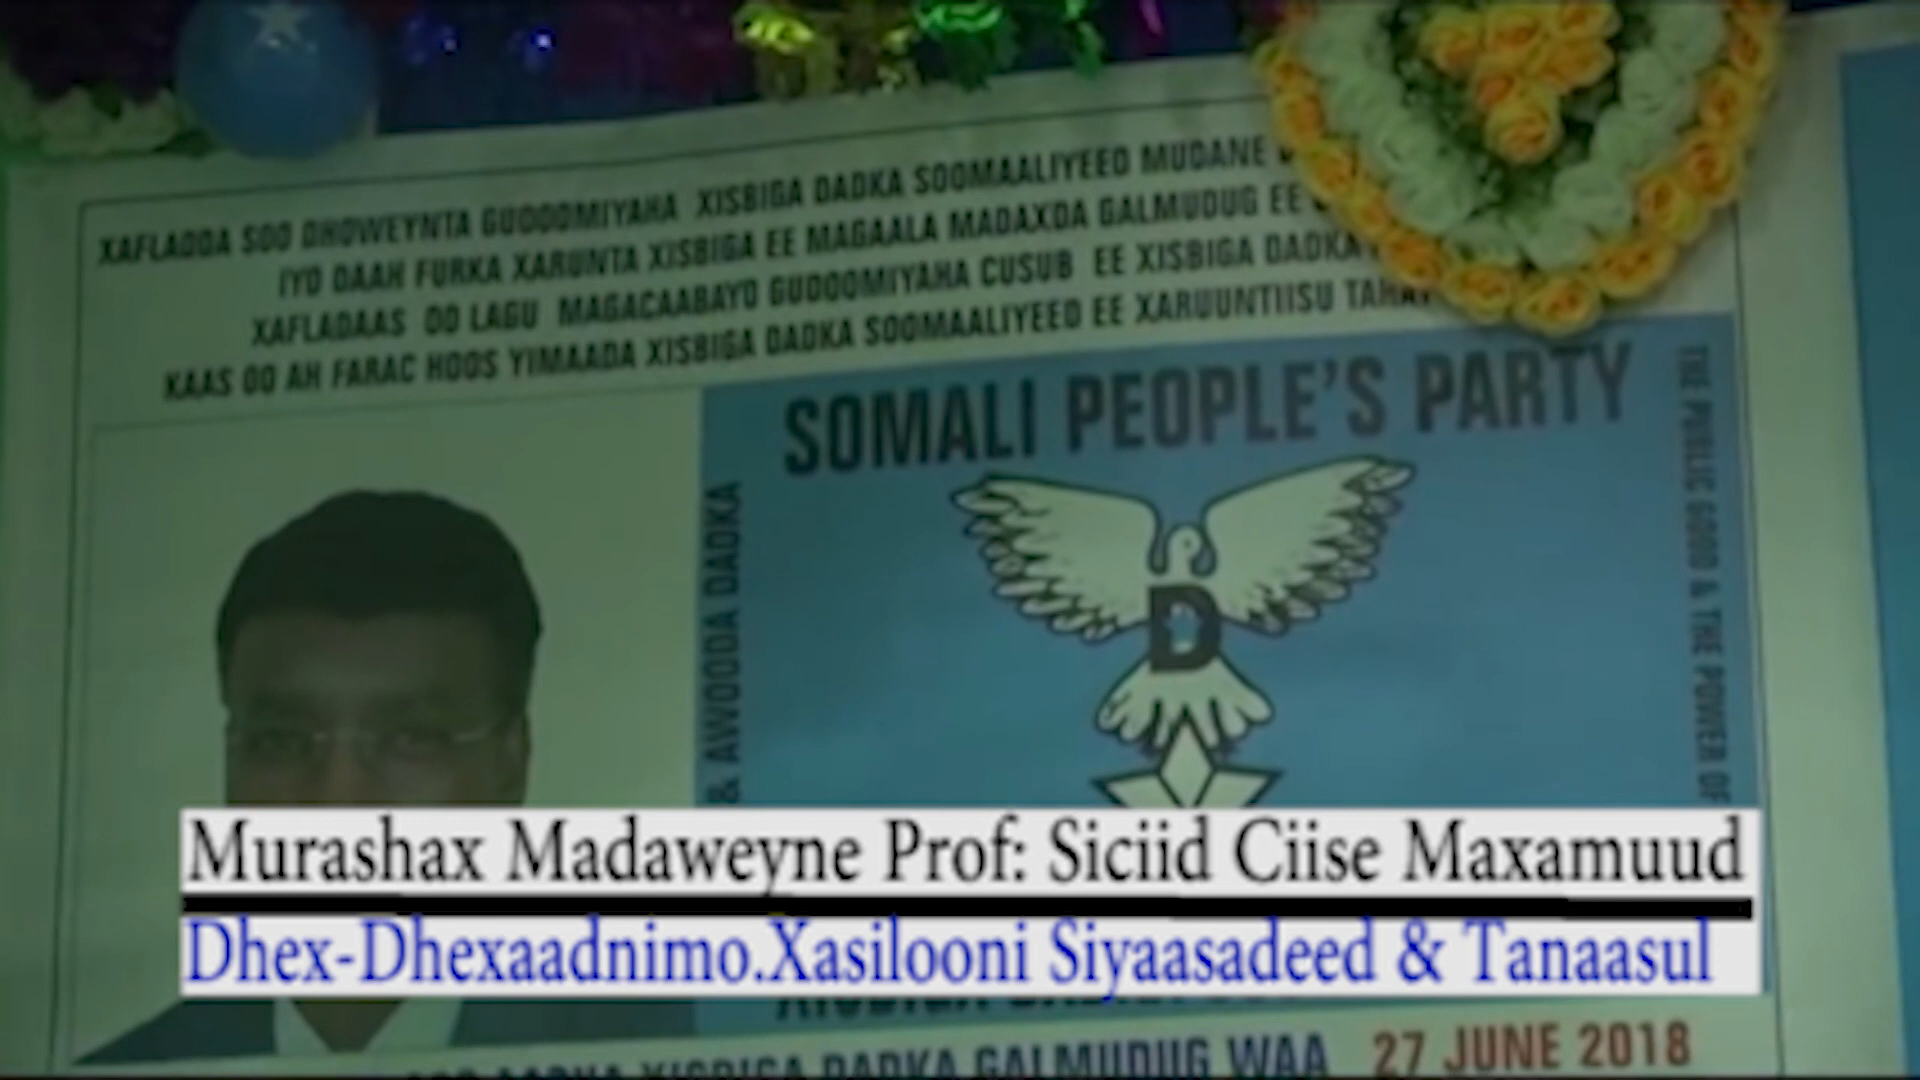 XAFLADDA SOO DHOWEYNTA GUDOOMIYAHA XISBIGA DADKA SOOMAALIYEED MUDANE
IYO DAAH FURKA XARUNTA XISBIGA EE MAGAALA MADAXDA GALMUDUG EE
XAFLADAAS OO LAGU MAGACAABAYO GUDOOMIYAHA CUSUB EE XISBIGA DADKA
KAAS OO AH FARAC HOOS YIMAADA XISBIGA DADKA SOOMAALIYEED EE XARUUNTIISU
SOMALI PEOPLE'S PARTY
& AWOODA DADKA
D
THE PUBLIC GOOD & THE POWER OF
Murashax Madaweyne Prof: Siciid Ciise Maxamuud
Dhex-Dhexaadnimo.Xasilooni Siyaasadeed & Tanaasul
XISBIGA DADKA GALMUDUG WAA 27 JUNE 2018